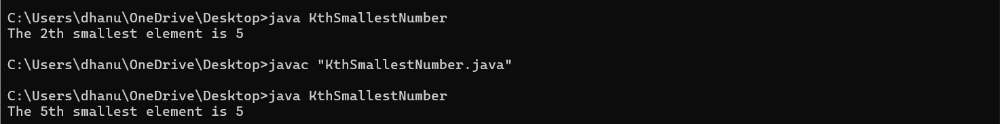 C:\Users\dhanu\OneDrive\Desktop>java KthSmallestNumber
The 2th smallest element is 5
C:\Users\dhanu\OneDrive\Desktop>javac "KthSmallestNumber.java"
C:\Users\dhanu\OneDrive\Desktop>java KthSmallestNumber
The 5th smallest element is 5